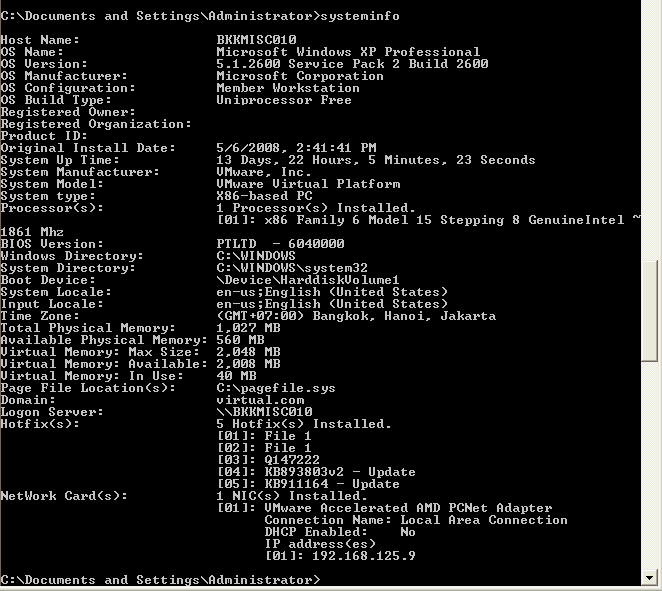 C:\Documents and Settings\Administrator>systeminfo
Host Name: BKKMISC010
OS Name: Microsoft Windows XP Professional
OS Version: 5.1.2600 Service Pack 2 Build 2600
OS Manufacturer: Microsoft Corporation
OS Configuration: Member Workstation
OS Build Type: Uniprocessor Free
Registered Owner:
Registered Organization:
Product ID:
Original Install Date: 5/6/2008, 2:41:41 PM
System Up Time: 13 Days, 22 Hours, 5 Minutes, 23 Seconds
System Manufacturer: VMware, Inc.
System Model: VMware Virtual Platform
System type: X86-based PC
Processor(s): 1 Processor(s) Installed.
[01]: x86 Family 6 Model 15 Stepping 8 GenuineIntel ~
1861 Mhz
BIOS Version: PTLTD  - 6040000
Windows Directory: C:\WINDOWS
System Directory: C:\WINDOWS\system32
Boot Device: \Device\HarddiskVolume1
System Locale: en-us;English (United States)
Input Locale: en-us;English (United States)
Time Zone: (GMT+07:00) Bangkok, Hanoi, Jakarta
Total Physical Memory: 1,027 MB
Available Physical Memory: 560 MB
Virtual Memory: Max Size: 2,048 MB
Virtual Memory: Available: 2,008 MB
Virtual Memory: In Use: 40 MB
Page File Location(s): C:\pagefile.sys
Domain: virtual.com
Logon Server: \\BKKMISC010
Hotfix(s): 5 Hotfix(s) Installed.
[01]: File 1
[02]: File 1
[03]: Q147222
[04]: KB893803v2 - Update
[05]: KB911164 - Update
NetWork Card(s): 1 NIC(s) Installed.
[01]: VMware Accelerated AMD PCNet Adapter
Connection Name: Local Area Connection
DHCP Enabled: No
IP address(es)
[01]: 192.168.125.9
C:\Documents and Settings\Administrator>